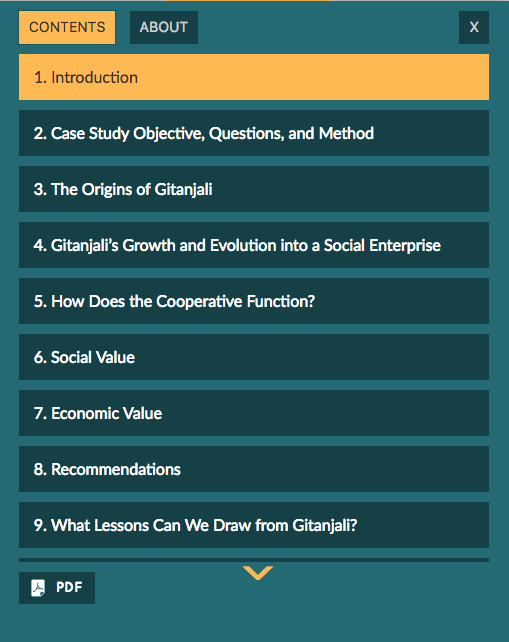 CONTENTS ABOUT X
1. Introduction
2. Case Study Objective, Questions, and Method
3. The Origins of Gitanjali
4. Gitanjali’s Growth and Evolution into a Social Enterprise
5. How Does the Cooperative Function?
6. Social Value
7. Economic Value
8. Recommendations
9. What Lessons Can We Draw from Gitanjali?
PDF